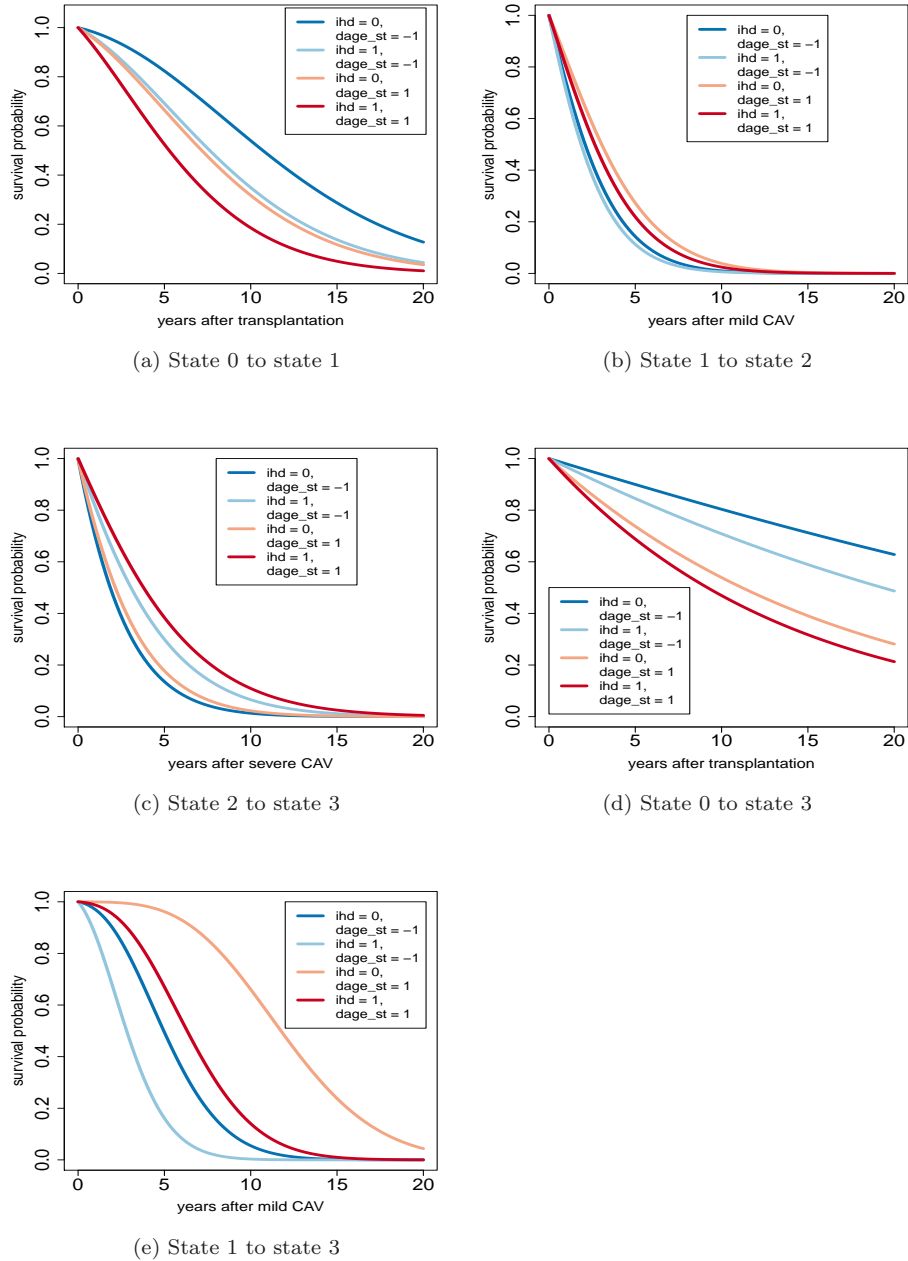 1.0
0.8
0.6
0.4
0.2
0.0
survival probability
0
5
10
15
20
years after transplantation
ihd = 0,
dage_st = −1
ihd = 1,
dage_st = −1
ihd = 0,
dage_st = 1
ihd = 1,
dage_st = 1
(a) State 0 to state 1
1.0
0.8
0.6
0.4
0.2
0.0
survival probability
0
5
10
15
20
years after mild CAV
ihd = 0,
dage_st = −1
ihd = 1,
dage_st = −1
ihd = 0,
dage_st = 1
ihd = 1,
dage_st = 1
(b) State 1 to state 2
1.0
0.8
0.6
0.4
0.2
0.0
survival probability
0
5
10
15
20
years after severe CAV
ihd = 0,
dage_st = −1
ihd = 1,
dage_st = −1
ihd = 0,
dage_st = 1
ihd = 1,
dage_st = 1
(c) State 2 to state 3
1.0
0.8
0.6
0.4
0.2
0.0
survival probability
0
5
10
15
20
years after transplantation
ihd = 0,
dage_st = −1
ihd = 1,
dage_st = −1
ihd = 0,
dage_st = 1
ihd = 1,
dage_st = 1
(d) State 0 to state 3
1.0
0.8
0.6
0.4
0.2
0.0
survival probability
0
5
10
15
20
years after mild CAV
ihd = 0,
dage_st = −1
ihd = 1,
dage_st = −1
ihd = 0,
dage_st = 1
ihd = 1,
dage_st = 1
(e) State 1 to state 3